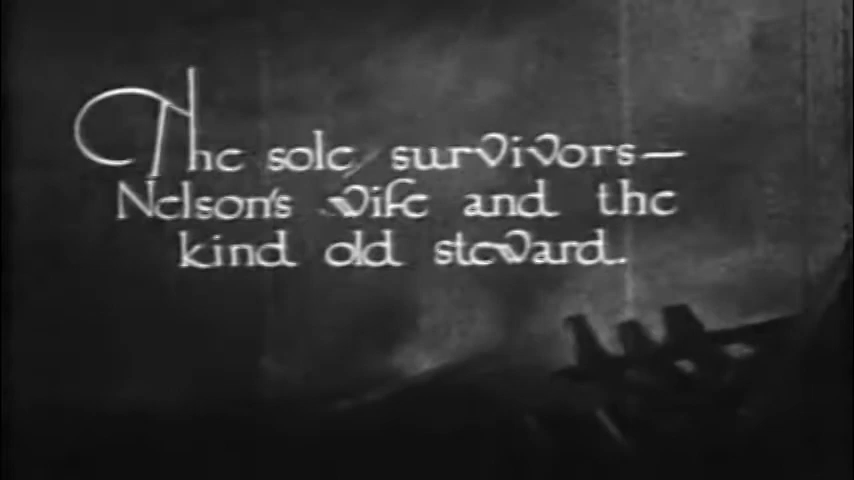 The sole survivors—
Nelson's wife and the
kind old steward.